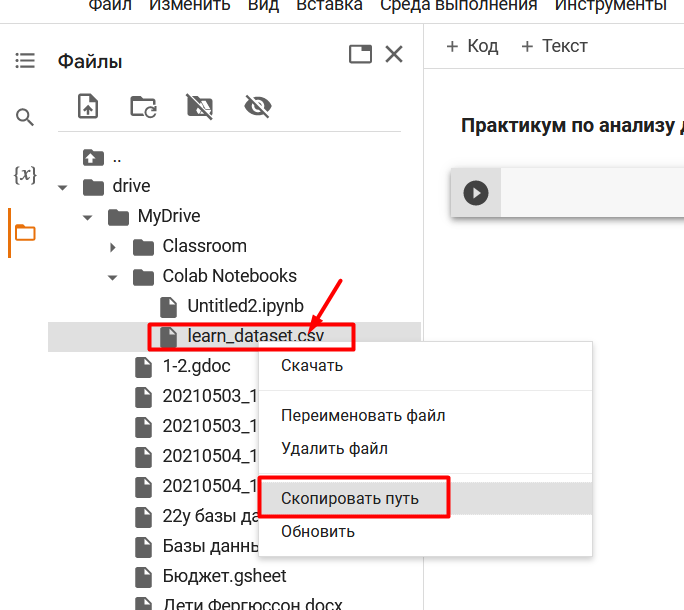 Файл Изменить Вид Вставка Среда выполнения Инструменты
Файлы
+ Код + Текст
{x}
..
drive
MyDrive
Classroom
Colab Notebooks
Untitled2.ipynb
learn_dataset.csv
1-2.gdoc
20210503_1
20210503_1
20210504_1
20210504_1
22у базы да
Базы данны
Бюджет.gsheet
Дети Фергюссон.docx
Скачать
Переименовать файл
Удалить файл
Скопировать путь
Обновить
Практикум по анализу д